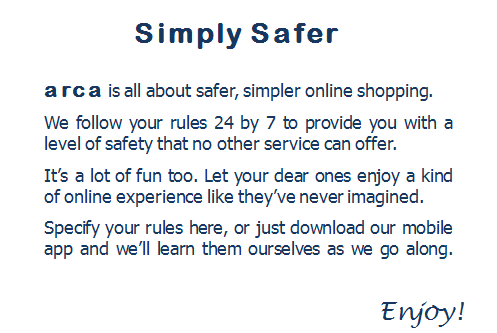 Simply Safer
arca is all about safer, simpler online shopping.
We follow your rules 24 by 7 to provide you with a
level of safety that no other service can offer.
It's a lot of fun too. Let your dear ones enjoy a kind
of online experience like they've never imagined.
Specify your rules here, or just download our mobile
app and we'll learn them ourselves as we go along.
Enjoy!